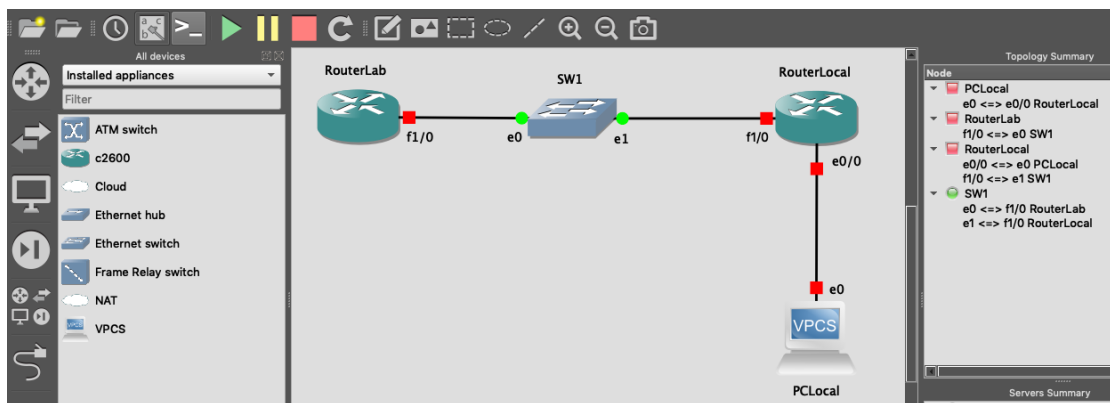 a c
b
>_
All devices
Installed appliances
Filter
ATM switch
c2600
Cloud
Ethernet hub
Ethernet switch
Frame Relay switch
NAT
VPCS
VPCS
RouterLab
SW1
RouterLocal
f1/0
e0
e1
f1/0
e0/0
e0
VPCS
PCLocal
Topology Summary
Node
PCLocal
e0 <=> e0/0 RouterLocal
RouterLab
f1/0 <=> e0 SW1
RouterLocal
e0/0 <=> e0 PCLocal
f1/0 <=> e1 SW1
SW1
e0 <=> f1/0 RouterLab
e1 <=> f1/0 RouterLocal
Servers Summary